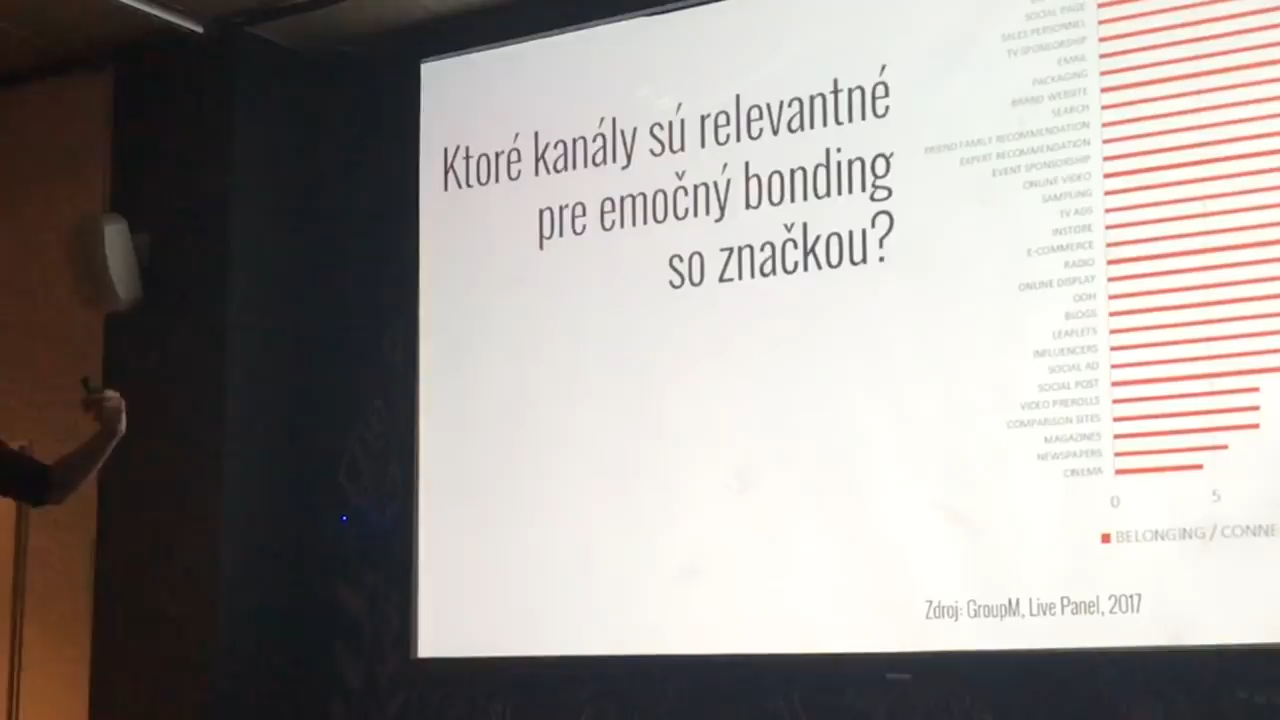 Ktoré kanály sú relevantné
pre emočný bonding
so značkou?
SOCIAL PAGE
SALES PERSONNEL
TV SPONSORSHIP
EMAIL
PACKAGING
BRAND WEBSITE
SEARCH
FRIEND FAMILY RECOMMENDATION
EXPERT RECOMMENDATION
EVENT SPONSORSHIP
ONLINE VIDEO
SAMPLING
TV ADS
INSTORE
E-COMMERCE
RADIO
ONLINE DISPLAY
OOH
BLOGS
LEAFLETS
INFLUENCERS
SOCIAL AD
SOCIAL POST
VIDEO PREROLLS
COMPARISON SITES
MAGAZINES
NEWSPAPERS
CINEMA
0 5
BELONGING / CONNE
Zdroj: GroupM, Live Panel, 2017